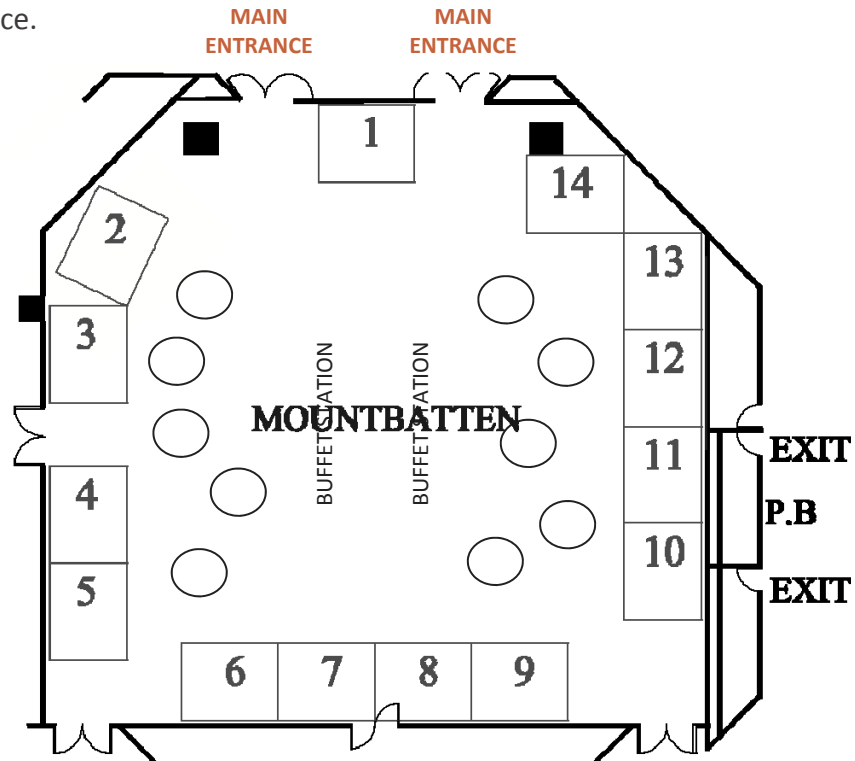 ce.
MAIN
ENTRANCE
MAIN
ENTRANCE
1
14
2
13
3
12
BUFFET STATION
BUFFET STATION
MOUNTBATTEN
11
EXIT
4
P.B
10
5
EXIT
6
7
8
9